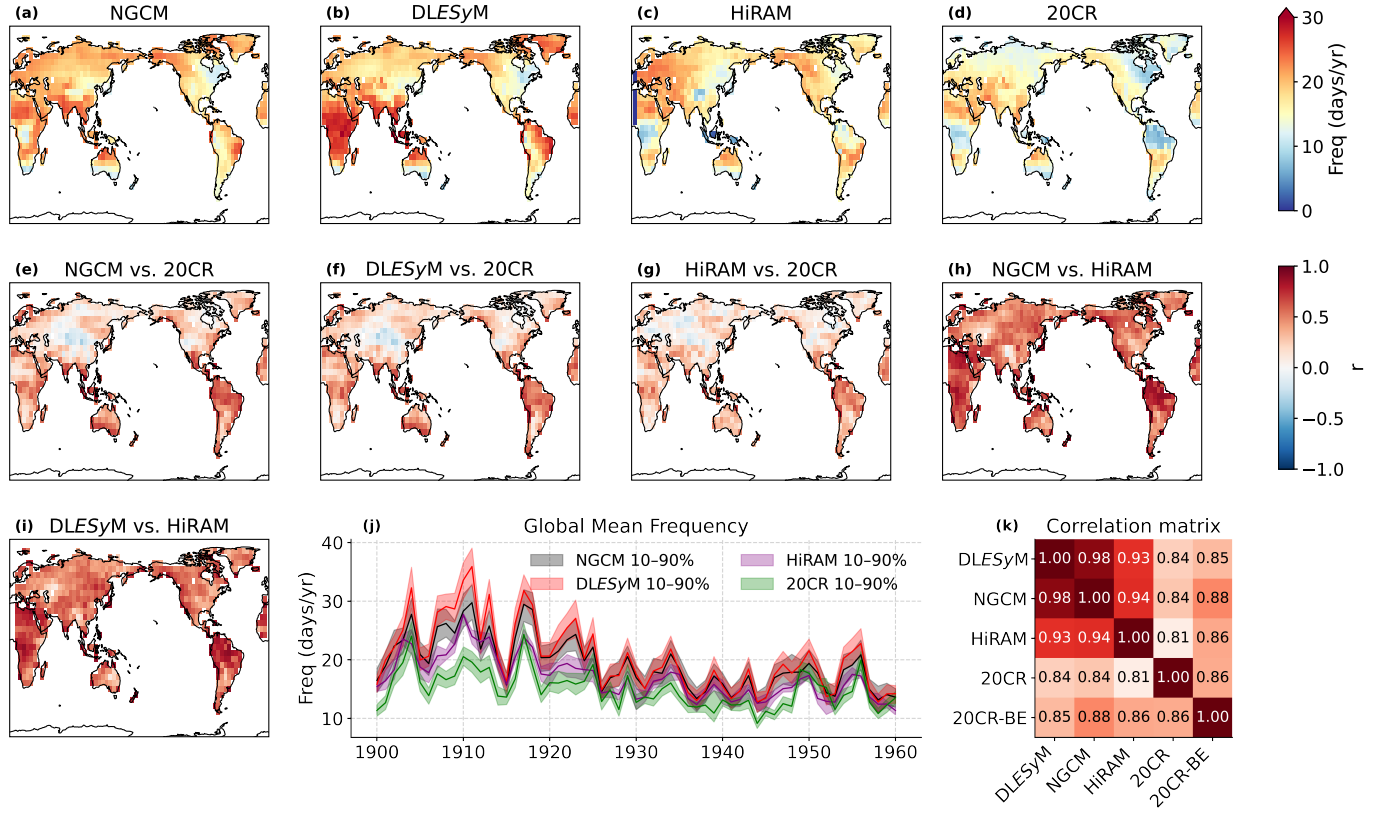 (a) NGCM
(b) DLESyM
(c) HiRAM
(d) 20CR
30
20
10
0
Freq (days/yr)
(e) NGCM vs. 20CR
(f) DLESyM vs. 20CR
(g) HiRAM vs. 20CR
(h) NGCM vs. HiRAM
1.0
0.5
0.0
−0.5
−1.0
r
(i) DLESyM vs. HiRAM
(j) Global Mean Frequency
NGCM 10–90%
DLESyM 10–90%
HiRAM 10–90%
20CR 10–90%
Freq (days/yr)
40
30
20
10
1900 1910 1920 1930 1940 1950 1960
(k) Correlation matrix
DLESyM 1.00 0.98 0.93 0.84 0.85
NGCM 0.98 1.00 0.94 0.84 0.88
HiRAM 0.93 0.94 1.00 0.81 0.86
20CR 0.84 0.84 0.81 1.00 0.86
20CR-BE 0.85 0.88 0.86 0.86 1.00
DLESyM NGCM HiRAM 20CR 20CR-BE